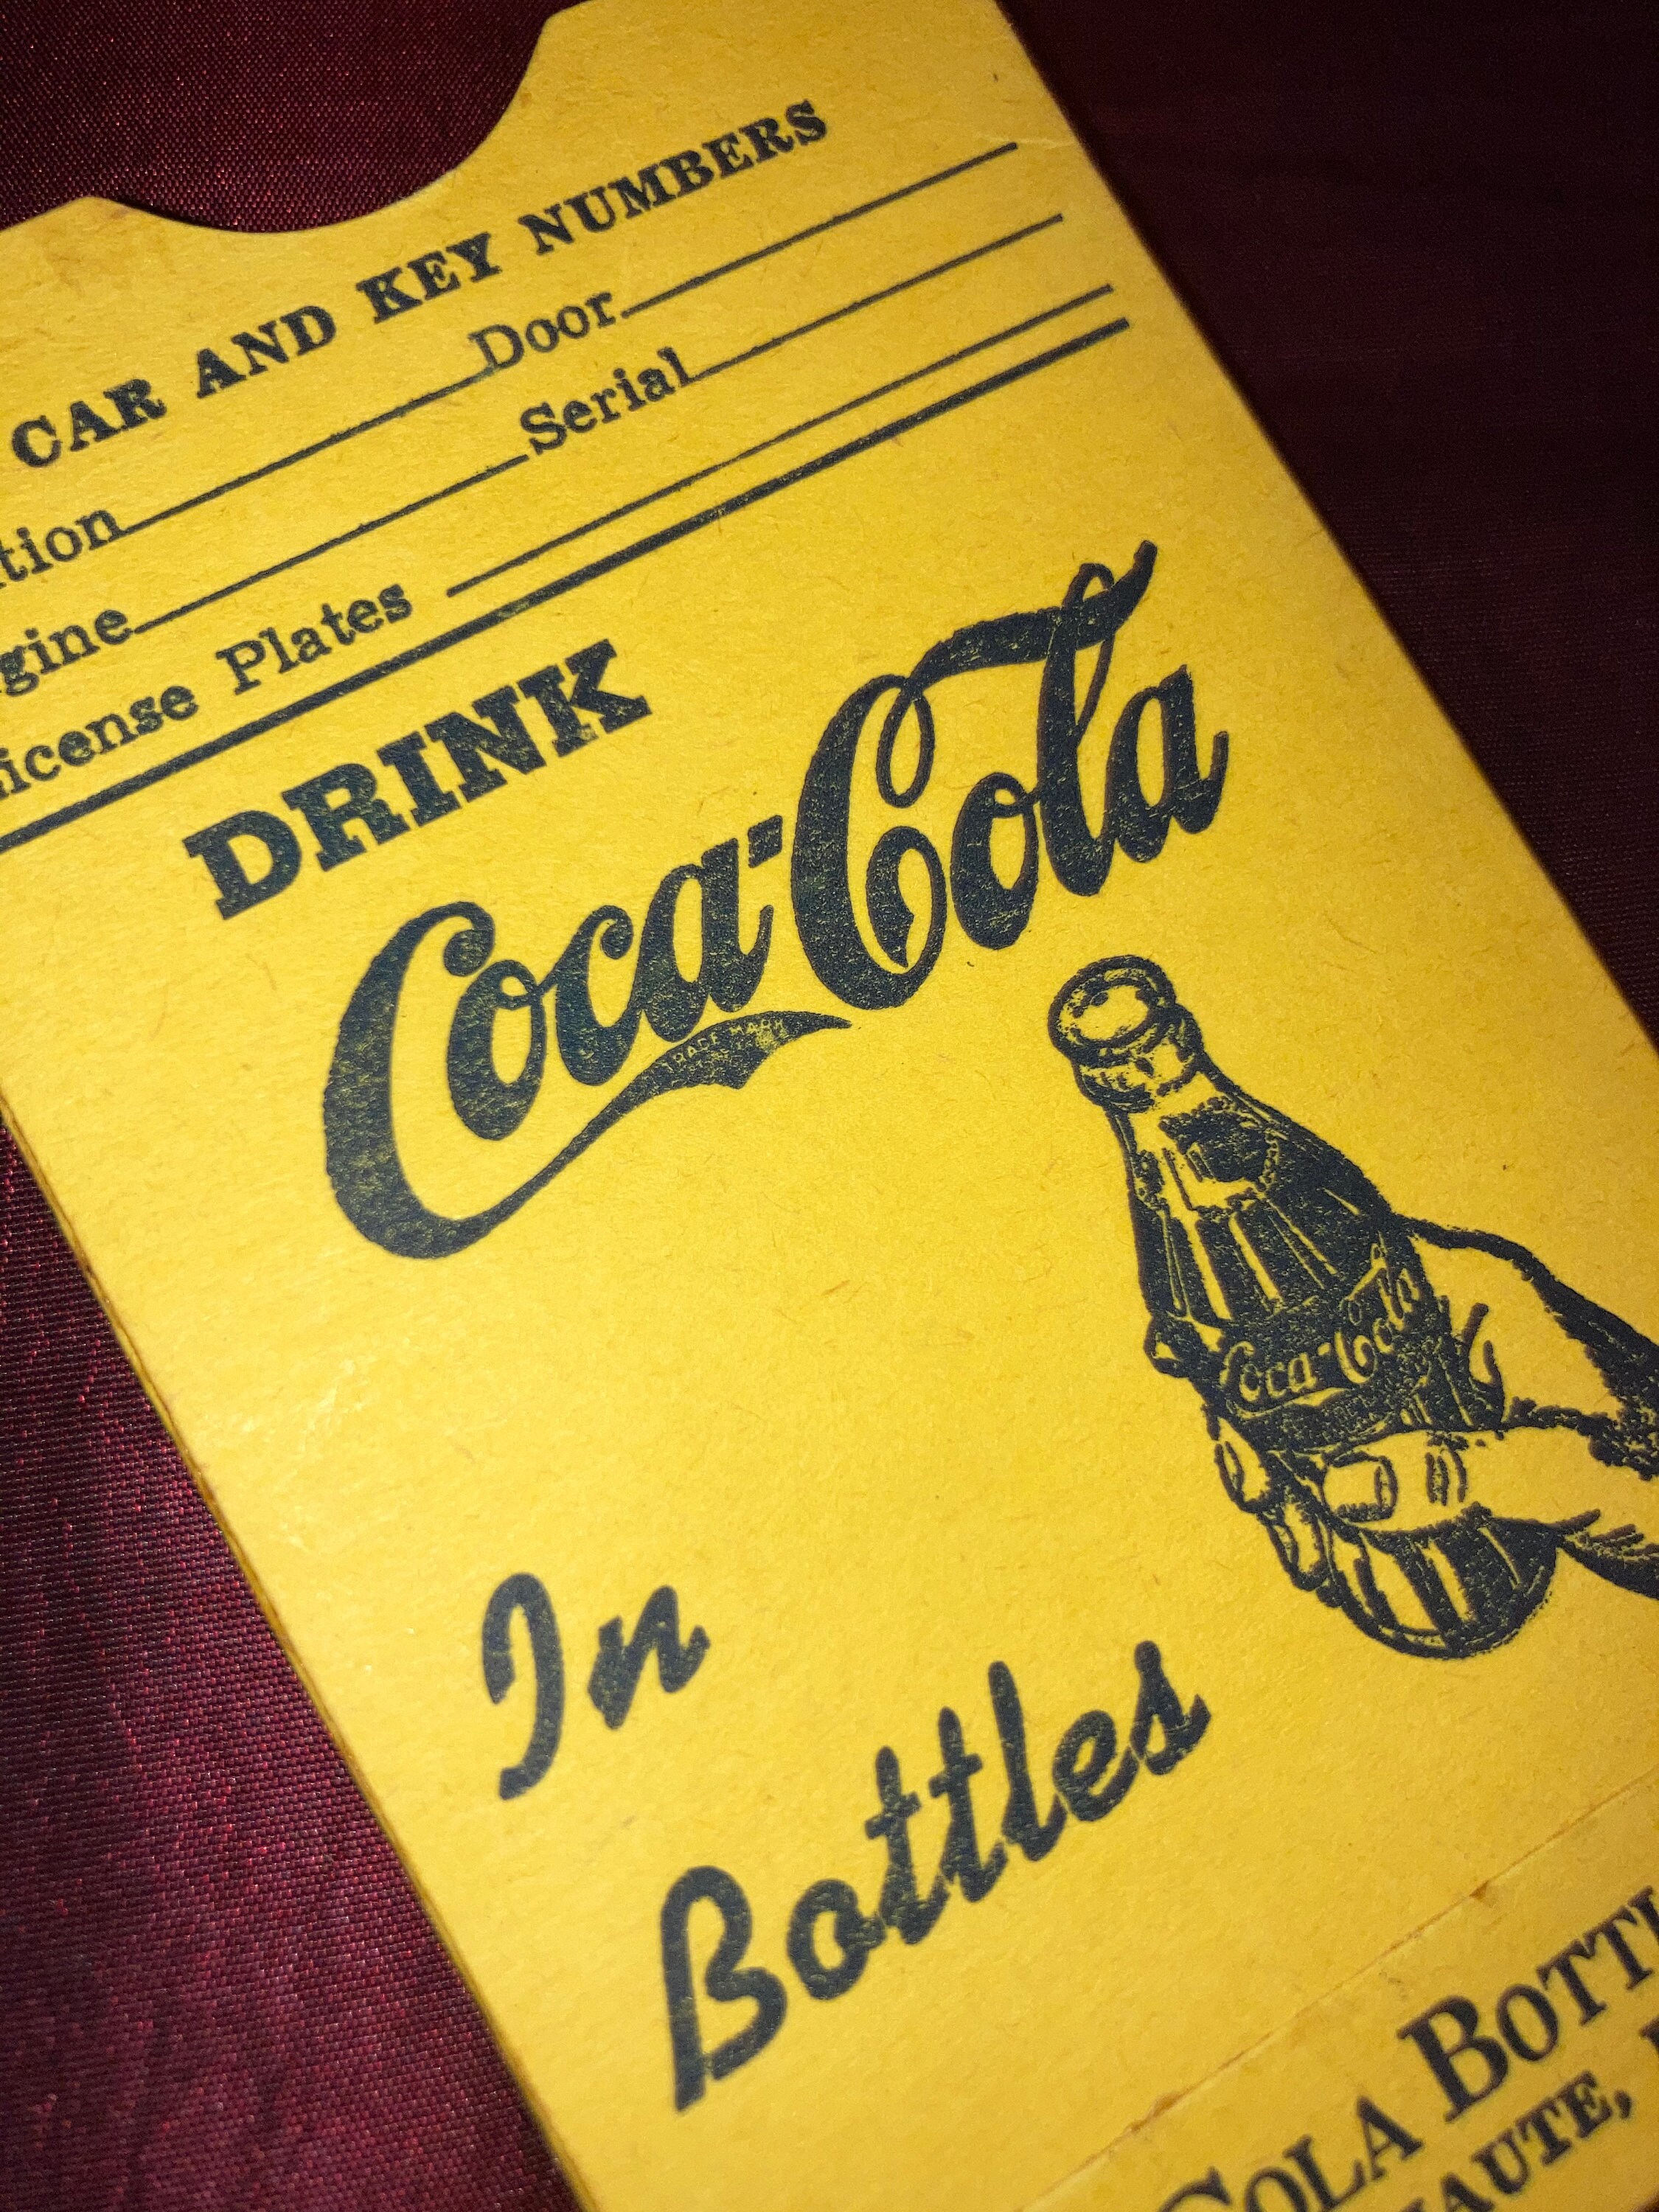 CAR AND KEY NUMBERS
tion Door
gine Serial
icense Plates
DRINK
Coca-Cola
TRADE MARK
Coca-Cola
In
Bottles
COLA BOTTL
HAUTE,